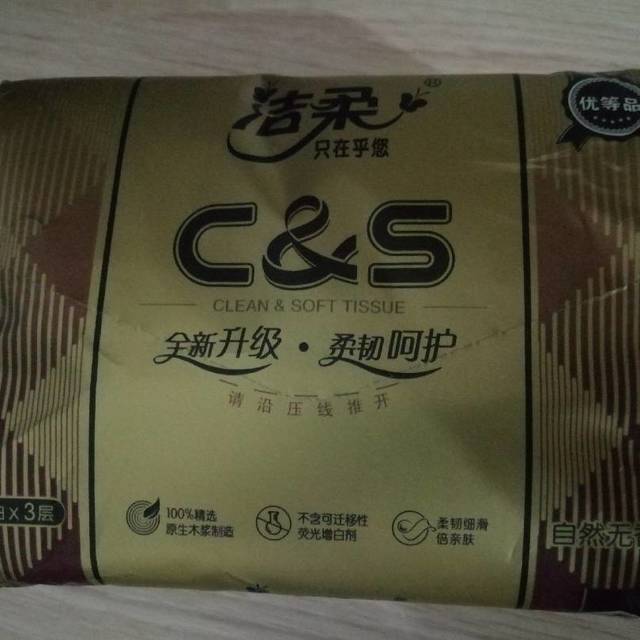 洁柔
®
只在乎您
优等品
C&S
CLEAN & SOFT TISSUE
全新升级·柔韧呵护
请沿压线推开
x3层
100%精选
原生木浆制造
不含可迁移性
荧光增白剂
柔韧细滑
倍亲肤
自然无